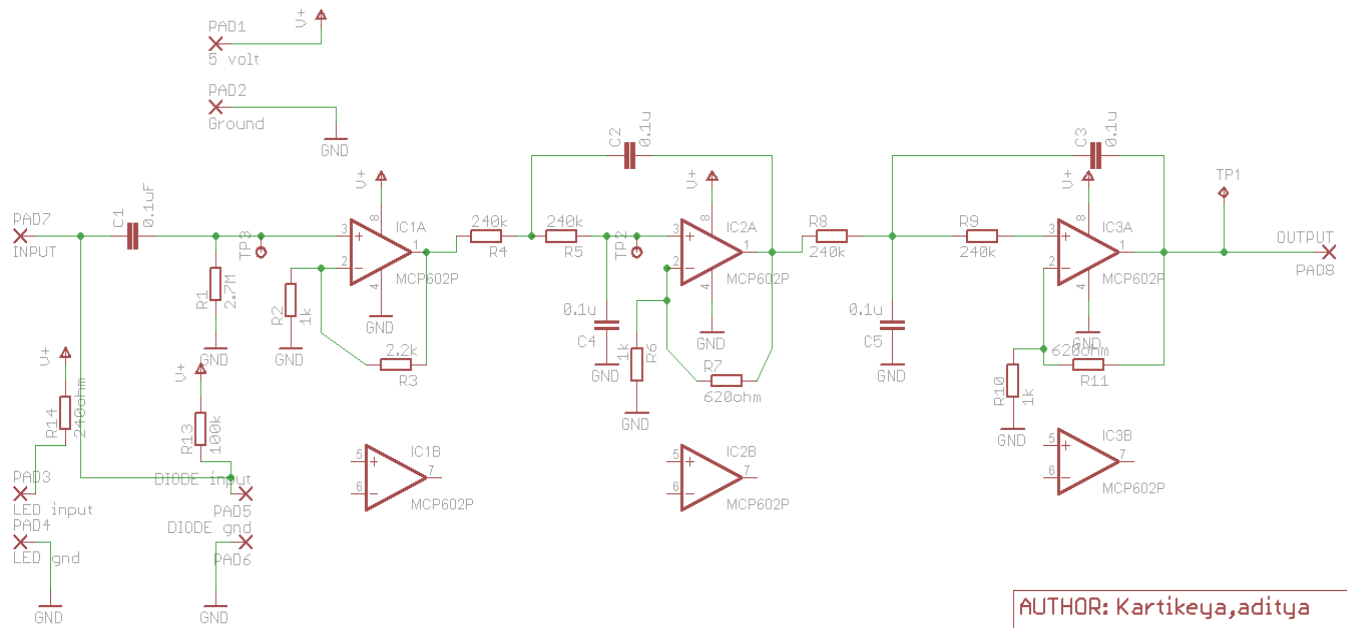 PAD1
5 volt
V+
PAD2
Ground
GND
PAD7
INPUT
C1
0.1uF
R1
2.7M
GND
TP3
V+
3
2
8
1
4
IC1A
MCP602P
GND
R2
1k
GND
2.2k
R3
240k
R4
240k
R5
C2
0.1u
TP2
0.1u
C4
GND
V+
3
2
8
1
4
IC2A
MCP602P
GND
1k
R6
GND
R7
620ohm
R8
240k
R9
240k
0.1u
C5
GND
C3
0.1u
V+
3
2
8
1
4
IC3A
MCP602P
GND
620ohm
R11
R10
1k
GND
TP1
OUTPUT
PAD8
V+
R14
240ohm
V+
R13
100k
PAD3
LED input
PAD4
LED gnd
GND
DIODE input
PAD5
DIODE gnd
PAD6
GND
5
6
7
IC1B
MCP602P
5
6
7
IC2B
MCP602P
5
6
7
IC3B
MCP602P
AUTHOR: Kartikeya,aditya